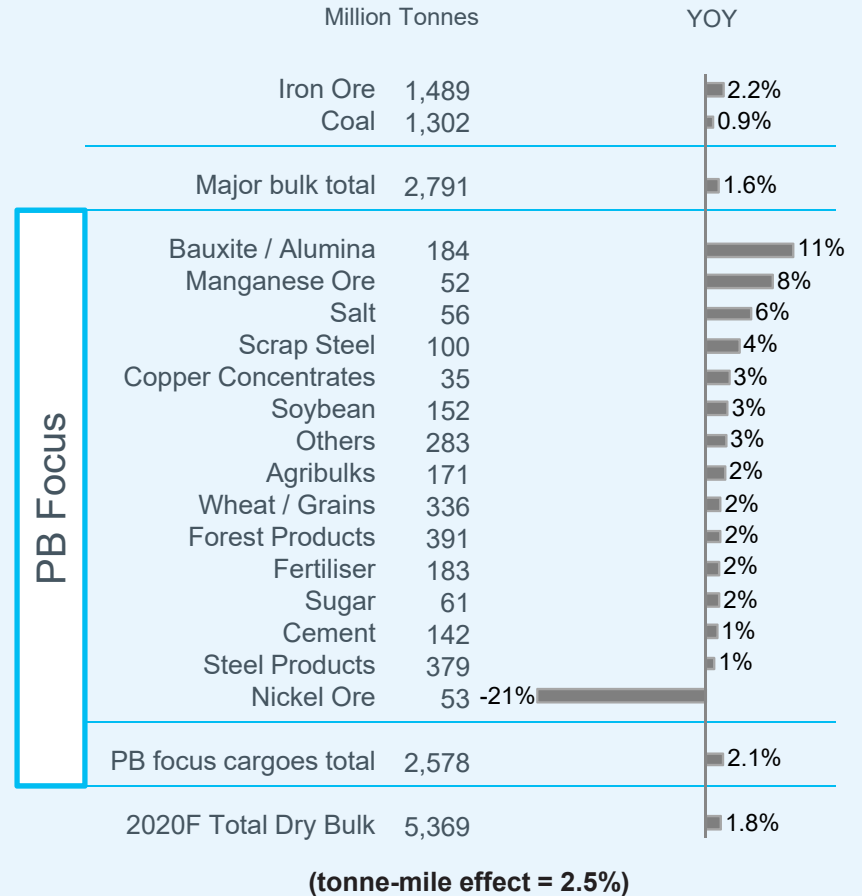 Million Tonnes YOY
Iron Ore 1,489 2.2%
Coal 1,302 0.9%
Major bulk total 2,791 1.6%
PB Focus
Bauxite / Alumina 184 11%
Manganese Ore 52 8%
Salt 56 6%
Scrap Steel 100 4%
Copper Concentrates 35 3%
Soybean 152 3%
Others 283 3%
Agribulks 171 2%
Wheat / Grains 336 2%
Forest Products 391 2%
Fertiliser 183 2%
Sugar 61 2%
Cement 142 1%
Steel Products 379 1%
Nickel Ore 53 -21%
PB focus cargoes total 2,578 2.1%
2020F Total Dry Bulk 5,369 1.8%
(tonne-mile effect = 2.5%)